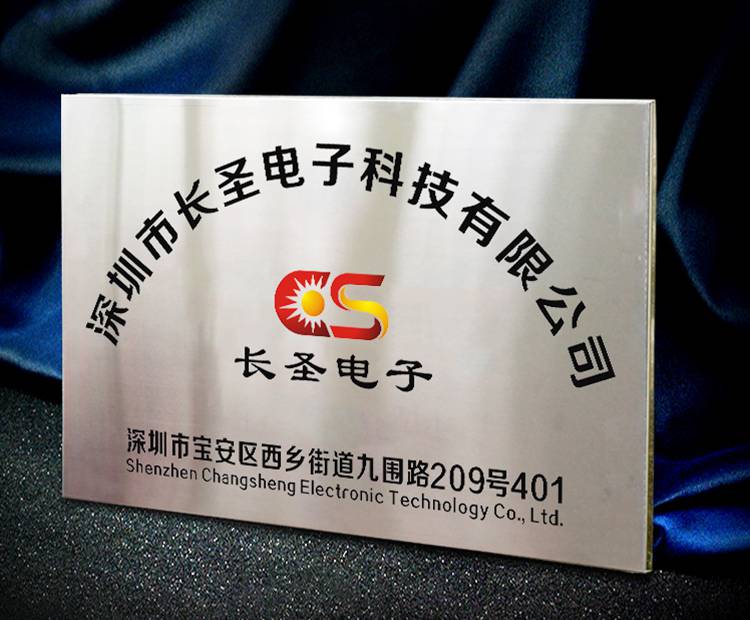 深圳市长圣电子科技有限公司
CS
长圣电子
深圳市宝安区西乡街道九围路209号401
Shenzhen Changsheng Electronic Technology Co., Ltd.